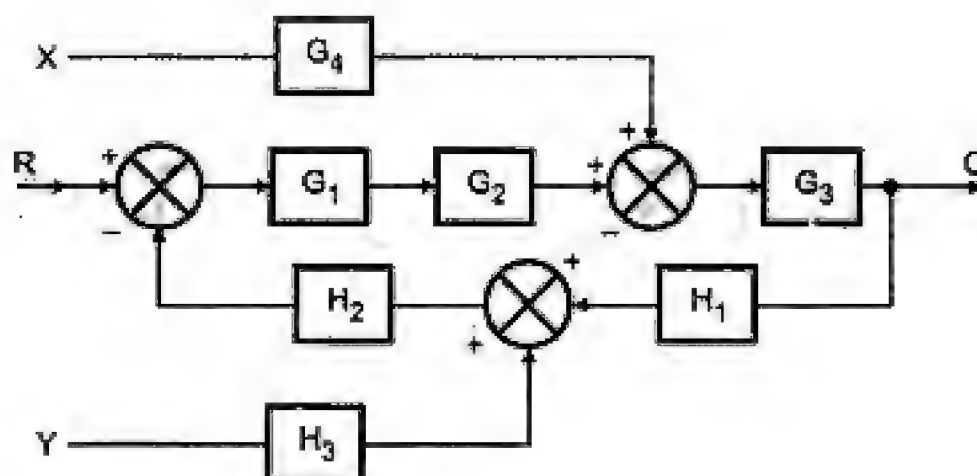 X G₄
+
R + G₁ G₂ + G₃ C
− −
+
H₂ H₁
+
Y H₃